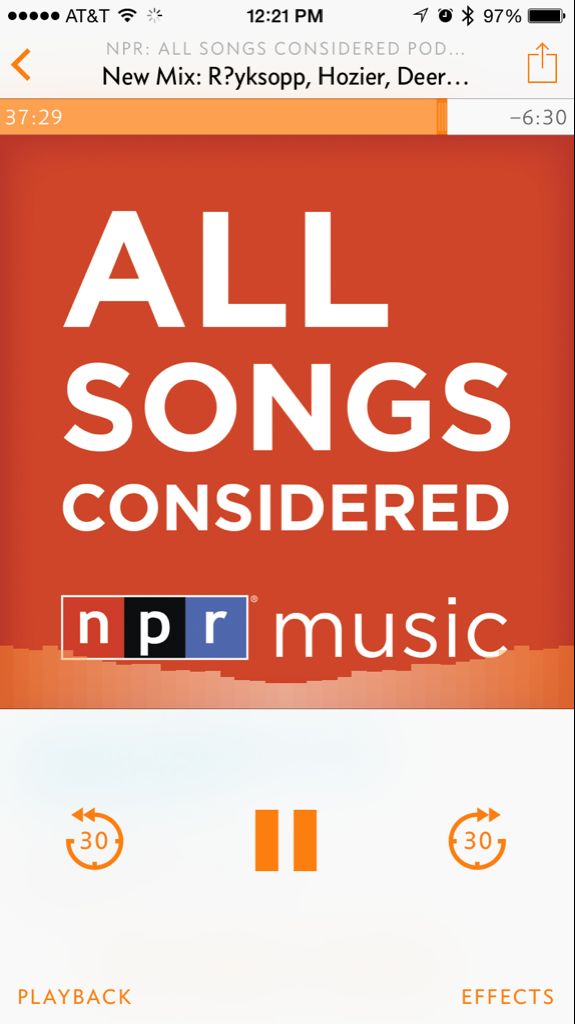 AT&T 12:21 PM 97%
NPR: ALL SONGS CONSIDERED POD...
New Mix: R?yksopp, Hozier, Deer...
37:29 −6:30
ALL
SONGS
CONSIDERED
npr® music
30 30
PLAYBACK EFFECTS